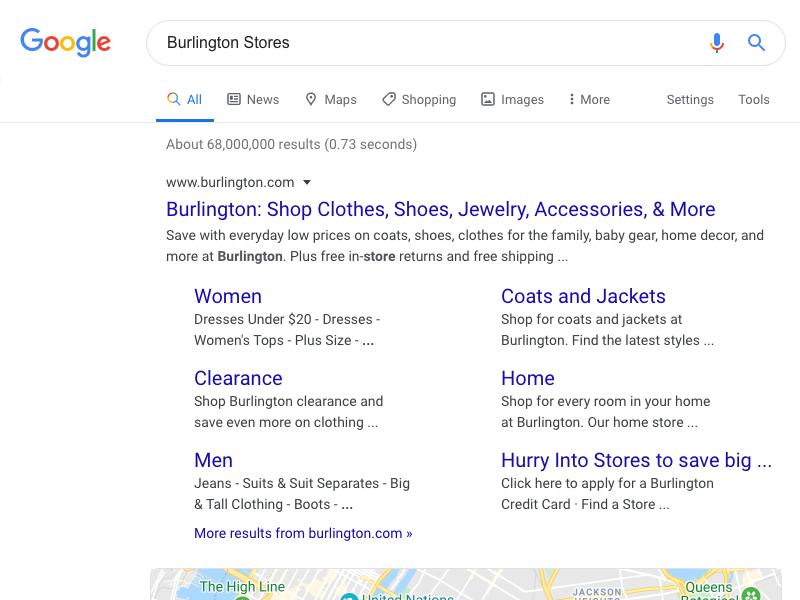 Google
Burlington Stores
All News Maps Shopping Images More Settings Tools
About 68,000,000 results (0.73 seconds)
www.burlington.com
Burlington: Shop Clothes, Shoes, Jewelry, Accessories, & More
Save with everyday low prices on coats, shoes, clothes for the family, baby gear, home decor, and
more at Burlington. Plus free in-store returns and free shipping ...
Women
Dresses Under $20 - Dresses -
Women's Tops - Plus Size - ...
Coats and Jackets
Shop for coats and jackets at
Burlington. Find the latest styles ...
Clearance
Shop Burlington clearance and
save even more on clothing ...
Home
Shop for every room in your home
at Burlington. Our home store ...
Men
Jeans - Suits & Suit Separates - Big
& Tall Clothing - Boots - ...
Hurry Into Stores to save big ...
Click here to apply for a Burlington
Credit Card · Find a Store ...
More results from burlington.com »
The High Line
United Nations
JACKSON
HEIGHTS
Queens
Botanical